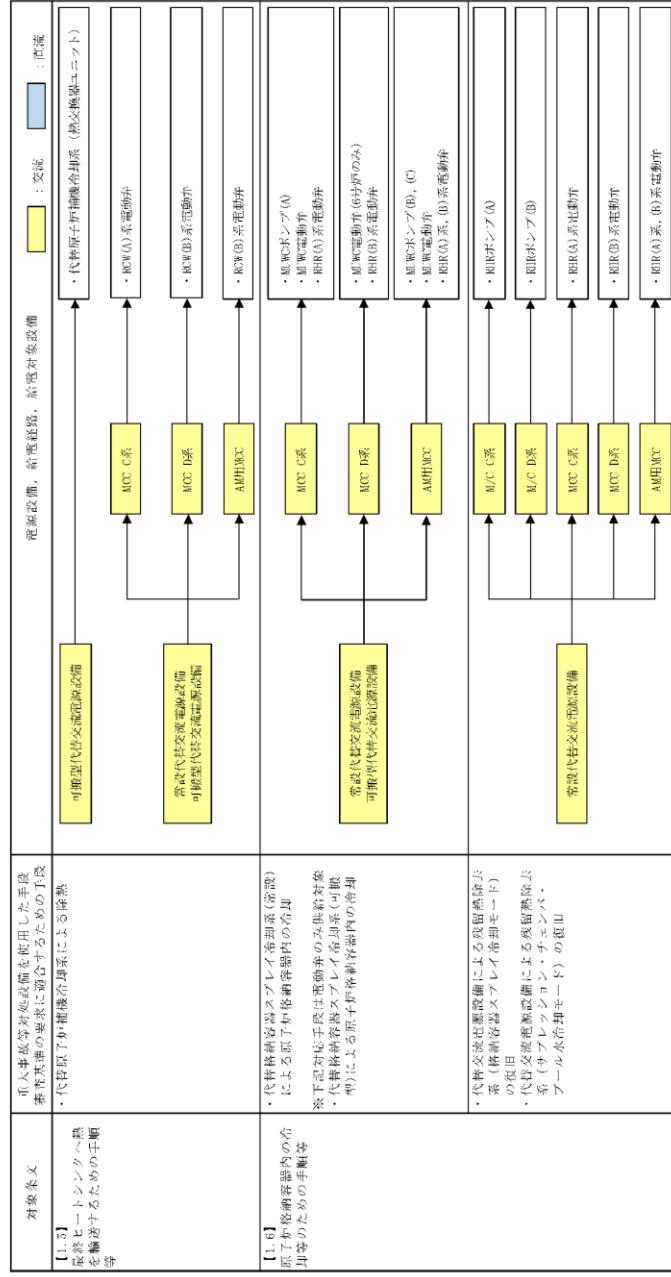 対象条文
重大事故等対処設備を使用した手段
審査基準の要求に適合するための手段
電源設備，給電経路，給電対象設備
：交流
：直流
【1.5】
最終ヒートシンクへ熱
を輸送するための手順
等
・代替原子炉補機冷却系による除熱
可搬型代替交流電源設備
・代替原子炉補機冷却系（熱交換器ユニット）
常設代替交流電源設備
可搬型代替交流電源設備
MCC C系
・RCW(A)系電動弁
MCC D系
・RCW(B)系電動弁
AM用MCC
・RCW(B)系電動弁
【1.6】
原子炉格納容器内の冷
却等のための手順等
・代替格納容器スプレイ冷却系(常設)
による原子炉格納容器内の冷却
※下記対応手段は電動弁のみ供給対象
・代替格納容器スプレイ冷却系(可搬
型)による原子炉格納容器内の冷却
常設代替交流電源設備
可搬型代替交流電源設備
MCC C系
・MUWCポンプ(A)
・MUWC電動弁
・RHR(A)系電動弁
MCC D系
・MUWC電動弁(6号炉のみ)
・RHR(B)系電動弁
AM用MCC
・MUWCポンプ(B), (C)
・MUWC電動弁
・RHR(A)系, (B)系電動弁
・代替交流電源設備による残留熱除去
系（格納容器スプレイ冷却モード）
の復旧
・代替交流電源設備による残留熱除去
系（サプレッション・チェンバ・
プール水冷却モード）の復旧
常設代替交流電源設備
M/C C系
・RHRポンプ(A)
M/C D系
・RHRポンプ(B)
MCC C系
・RHR(A)系電動弁
MCC D系
・RHR(B)系電動弁
AM用MCC
・RHR(A)系, (B)系電動弁